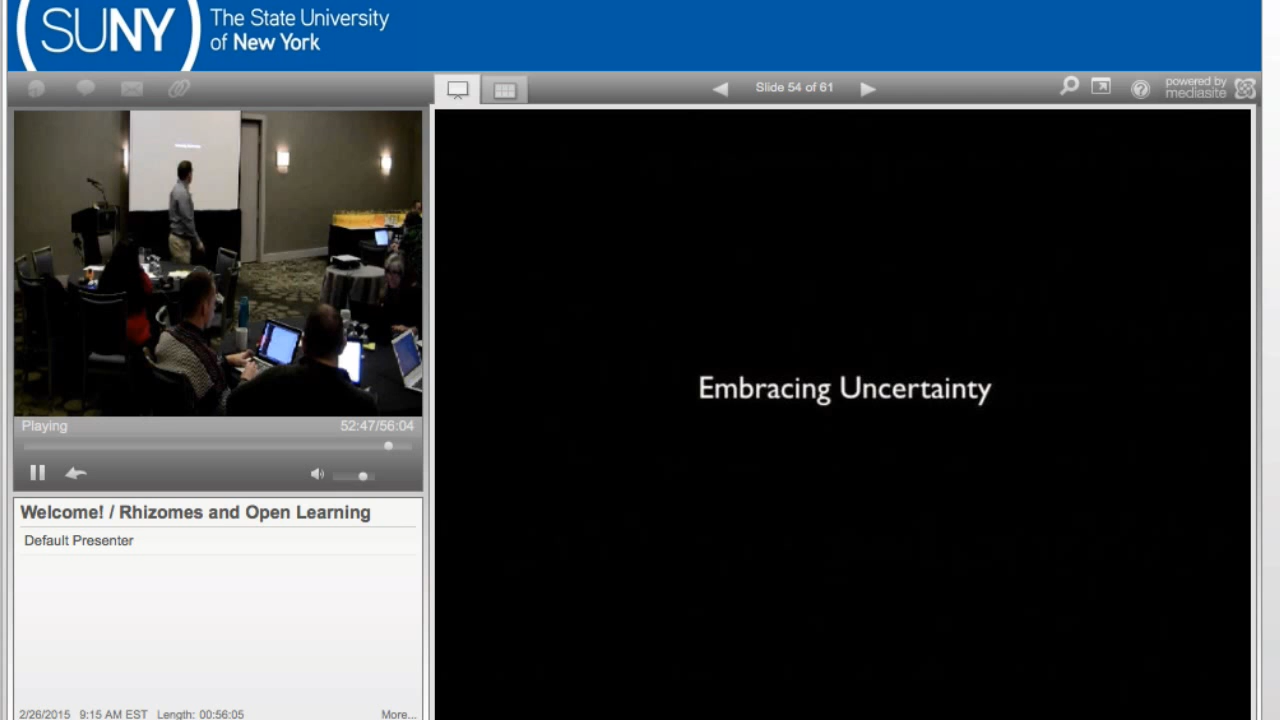 SUNY
The State University
of New York
Slide 54 of 61
powered by
mediasite
Embracing Uncertainty
Playing
52:47/56:04
Welcome! / Rhizomes and Open Learning
Default Presenter
2/26/2015 9:15 AM EST Length: 00:56:05
More...